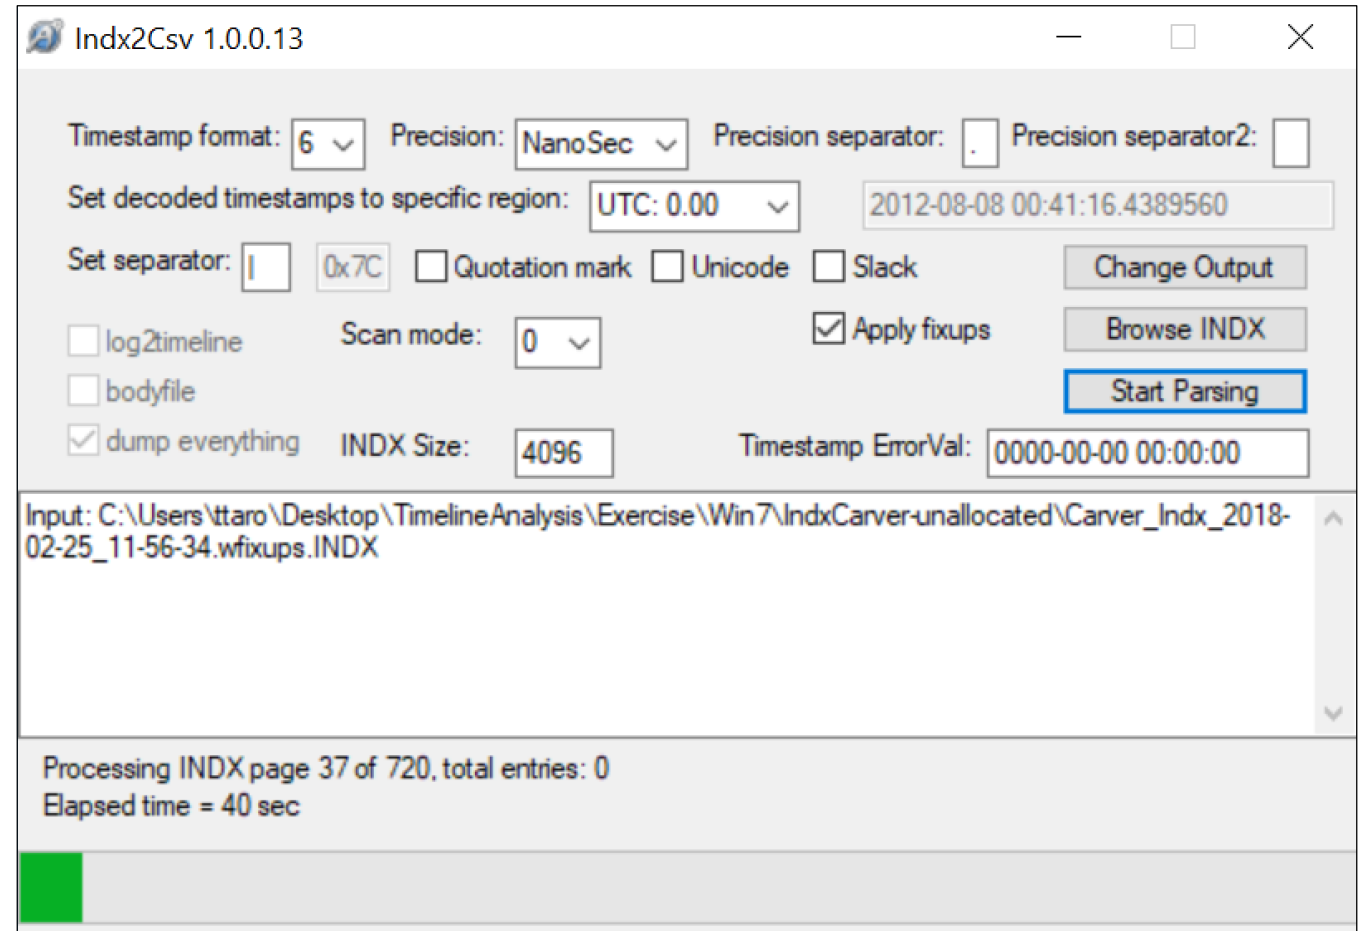 Indx2Csv 1.0.0.13
Timestamp format: 6 Precision: NanoSec Precision separator: . Precision separator2:
Set decoded timestamps to specific region: UTC: 0.00 2012-08-08 00:41:16.4389560
Set separator: | 0x7C Quotation mark Unicode Slack Change Output
log2timeline Scan mode: 0 Apply fixups Browse INDX
bodyfile Start Parsing
dump everything INDX Size: 4096 Timestamp ErrorVal: 0000-00-00 00:00:00
Input: C:\Users\ttaro\Desktop\TimelineAnalysis\Exercise\Win7\IndxCarver-unallocated\Carver_Indx_2018-
02-25_11-56-34.wfixups.INDX
Processing INDX page 37 of 720, total entries: 0
Elapsed time = 40 sec